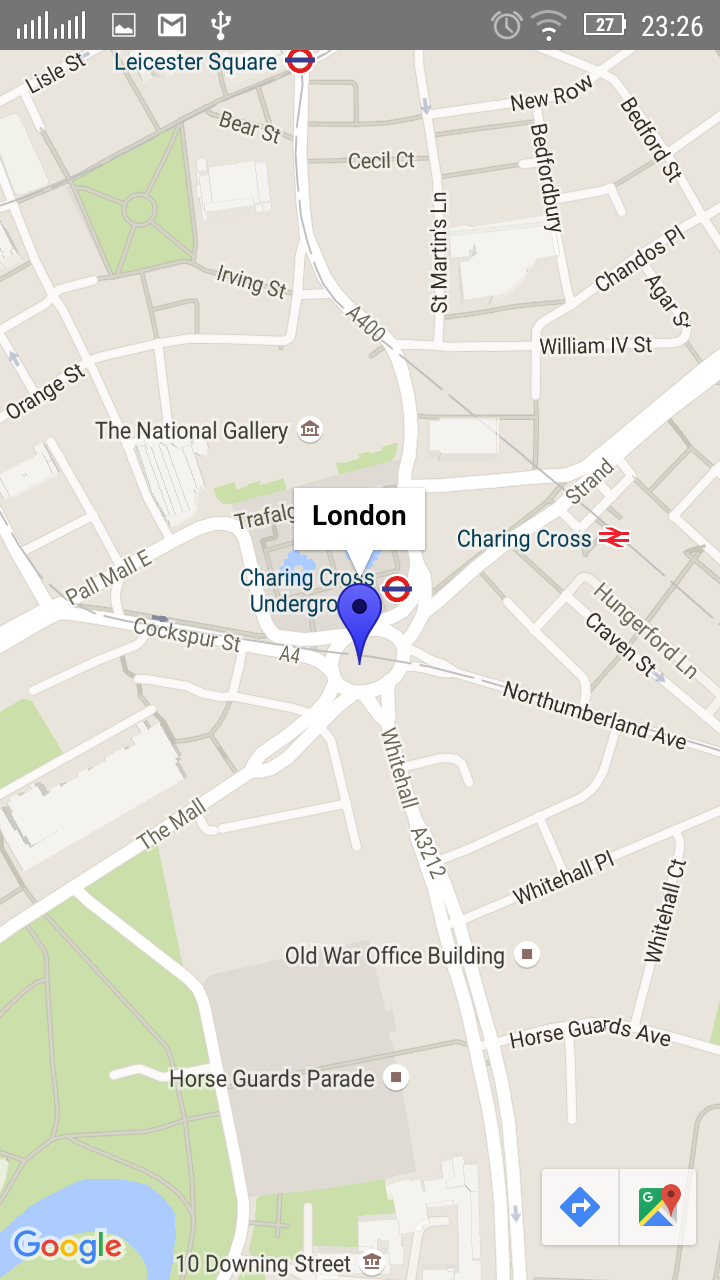 27 23:26
Leicester Square
Lisle St
New Row
Bear St
Bedford St
Cecil Ct
Bedfordbury
St Martin's Ln
Chandos Pl
Irving St
Agar St
A400
William IV St
Orange St
The National Gallery
Strand
London
Trafalg
Charing Cross
Pall Mall E
Charing Cross
Undergro
Hungerford Ln
Cockspur St
Craven St
A4
Northumberland Ave
Whitehall
The Mall
A3212
Whitehall Pl
Whitehall Ct
Old War Office Building
Horse Guards Ave
Horse Guards Parade
G
Google
10 Downing Street